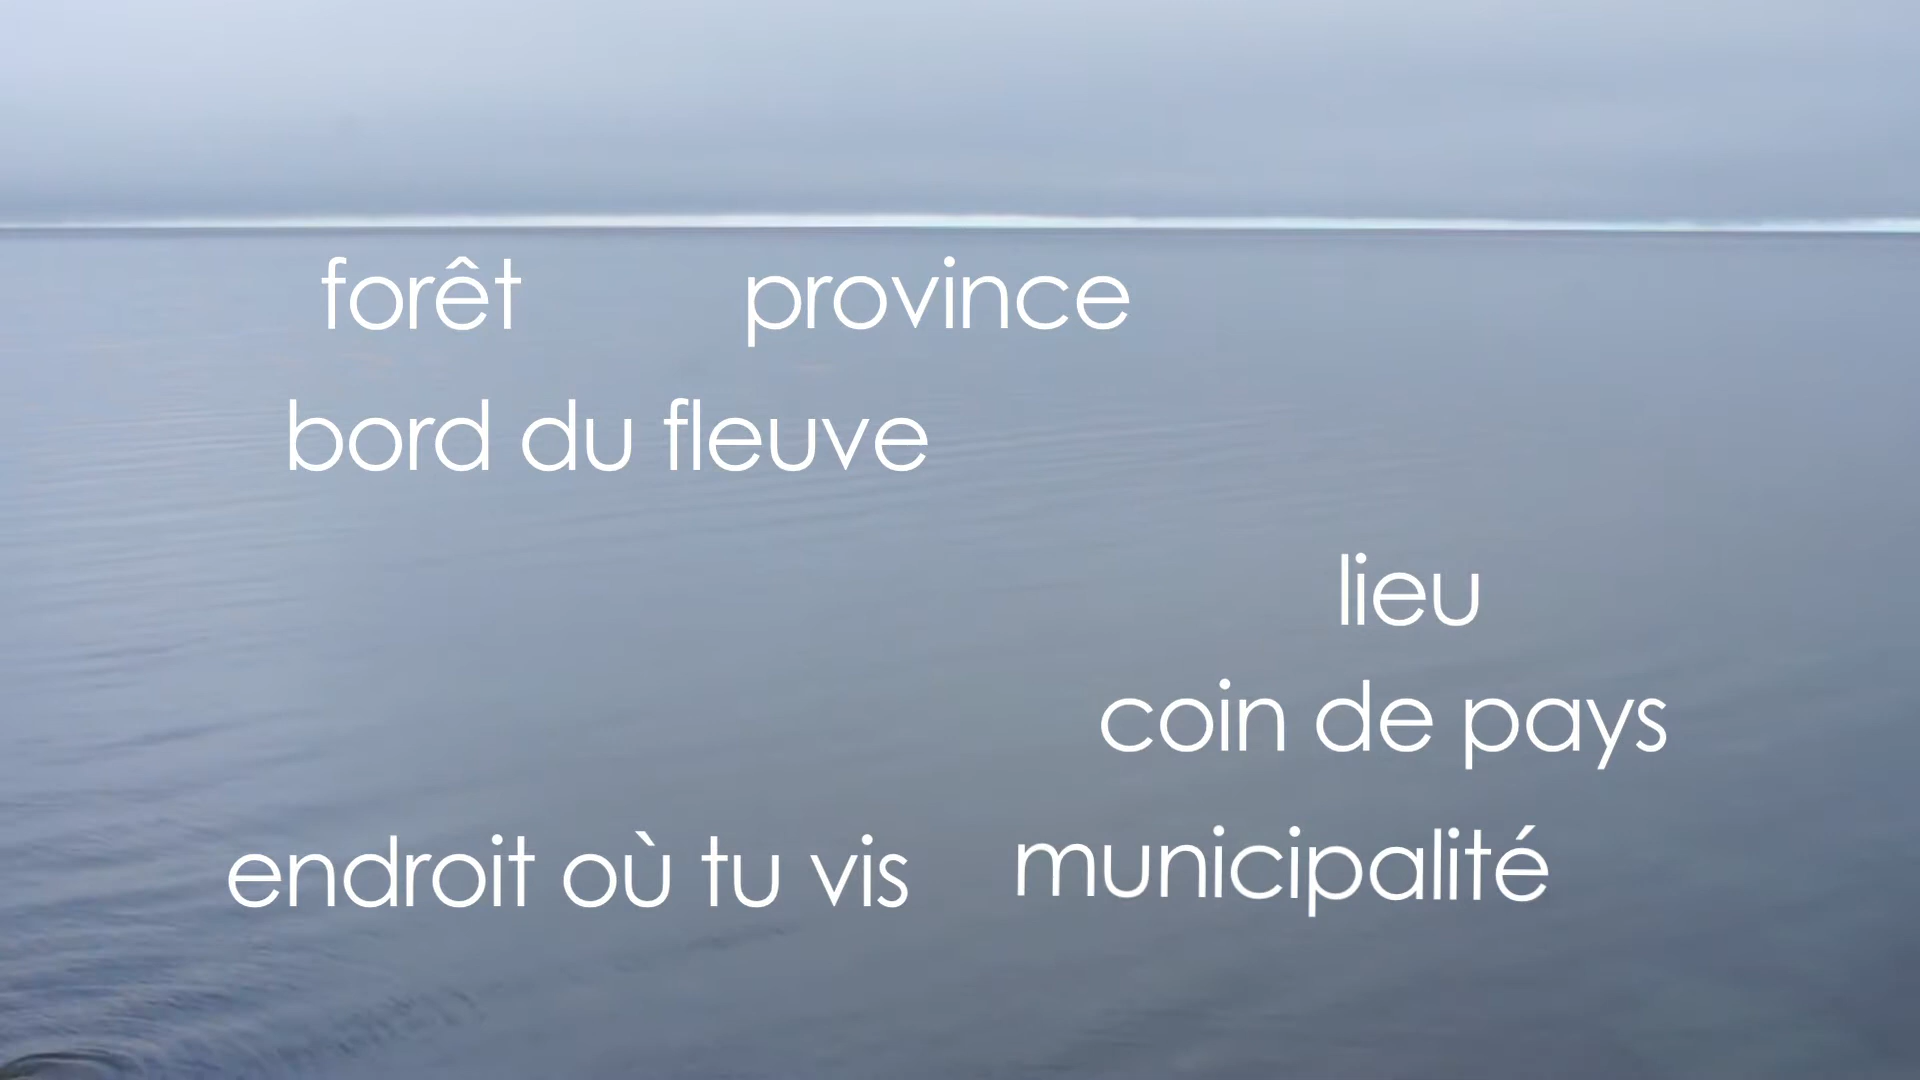 forêt province
bord du fleuve
lieu
coin de pays
endroit où tu vis municipalité